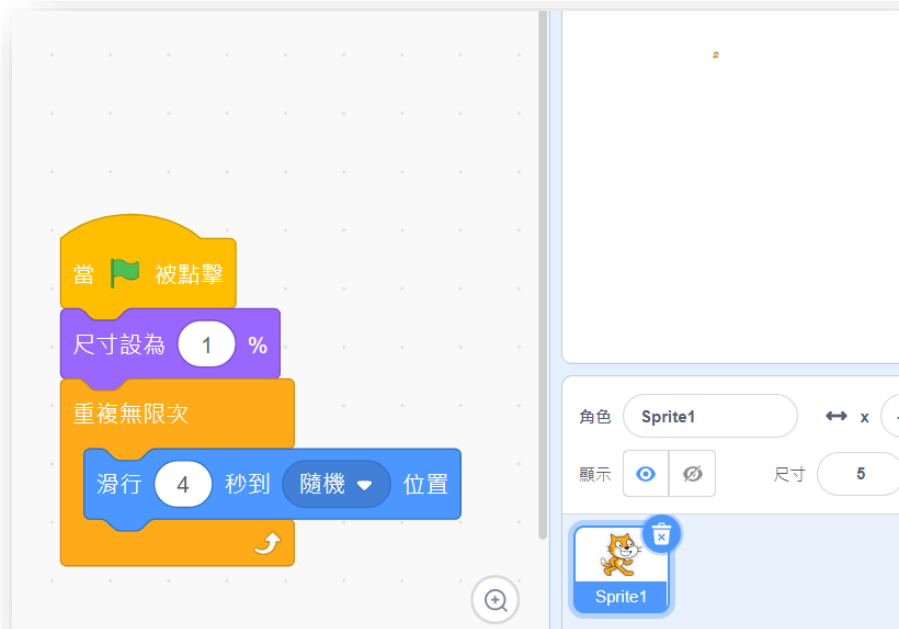 當 被點擊
尺寸設為 1 %
重複無限次
滑行 4 秒到 隨機 位置
角色 Sprite1 x
顯示 尺寸 5
Sprite1